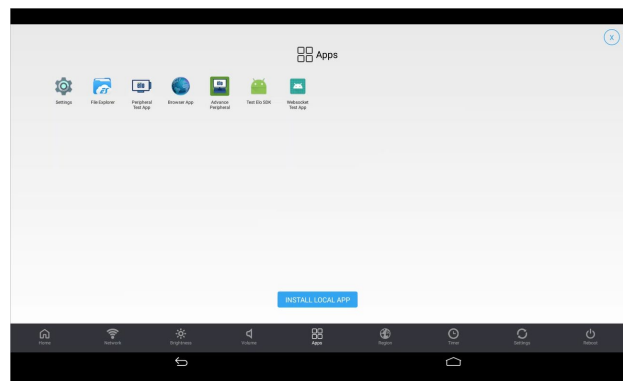 X
Apps
Settings
File Explorer
Peripheral
Test App
Browser App
Advance
Peripheral
Test Elo SDK
Websocket
Test App
INSTALL LOCAL APP
Home
Network
Brightness
Volume
Apps
Region
Timer
Settings
Reboot